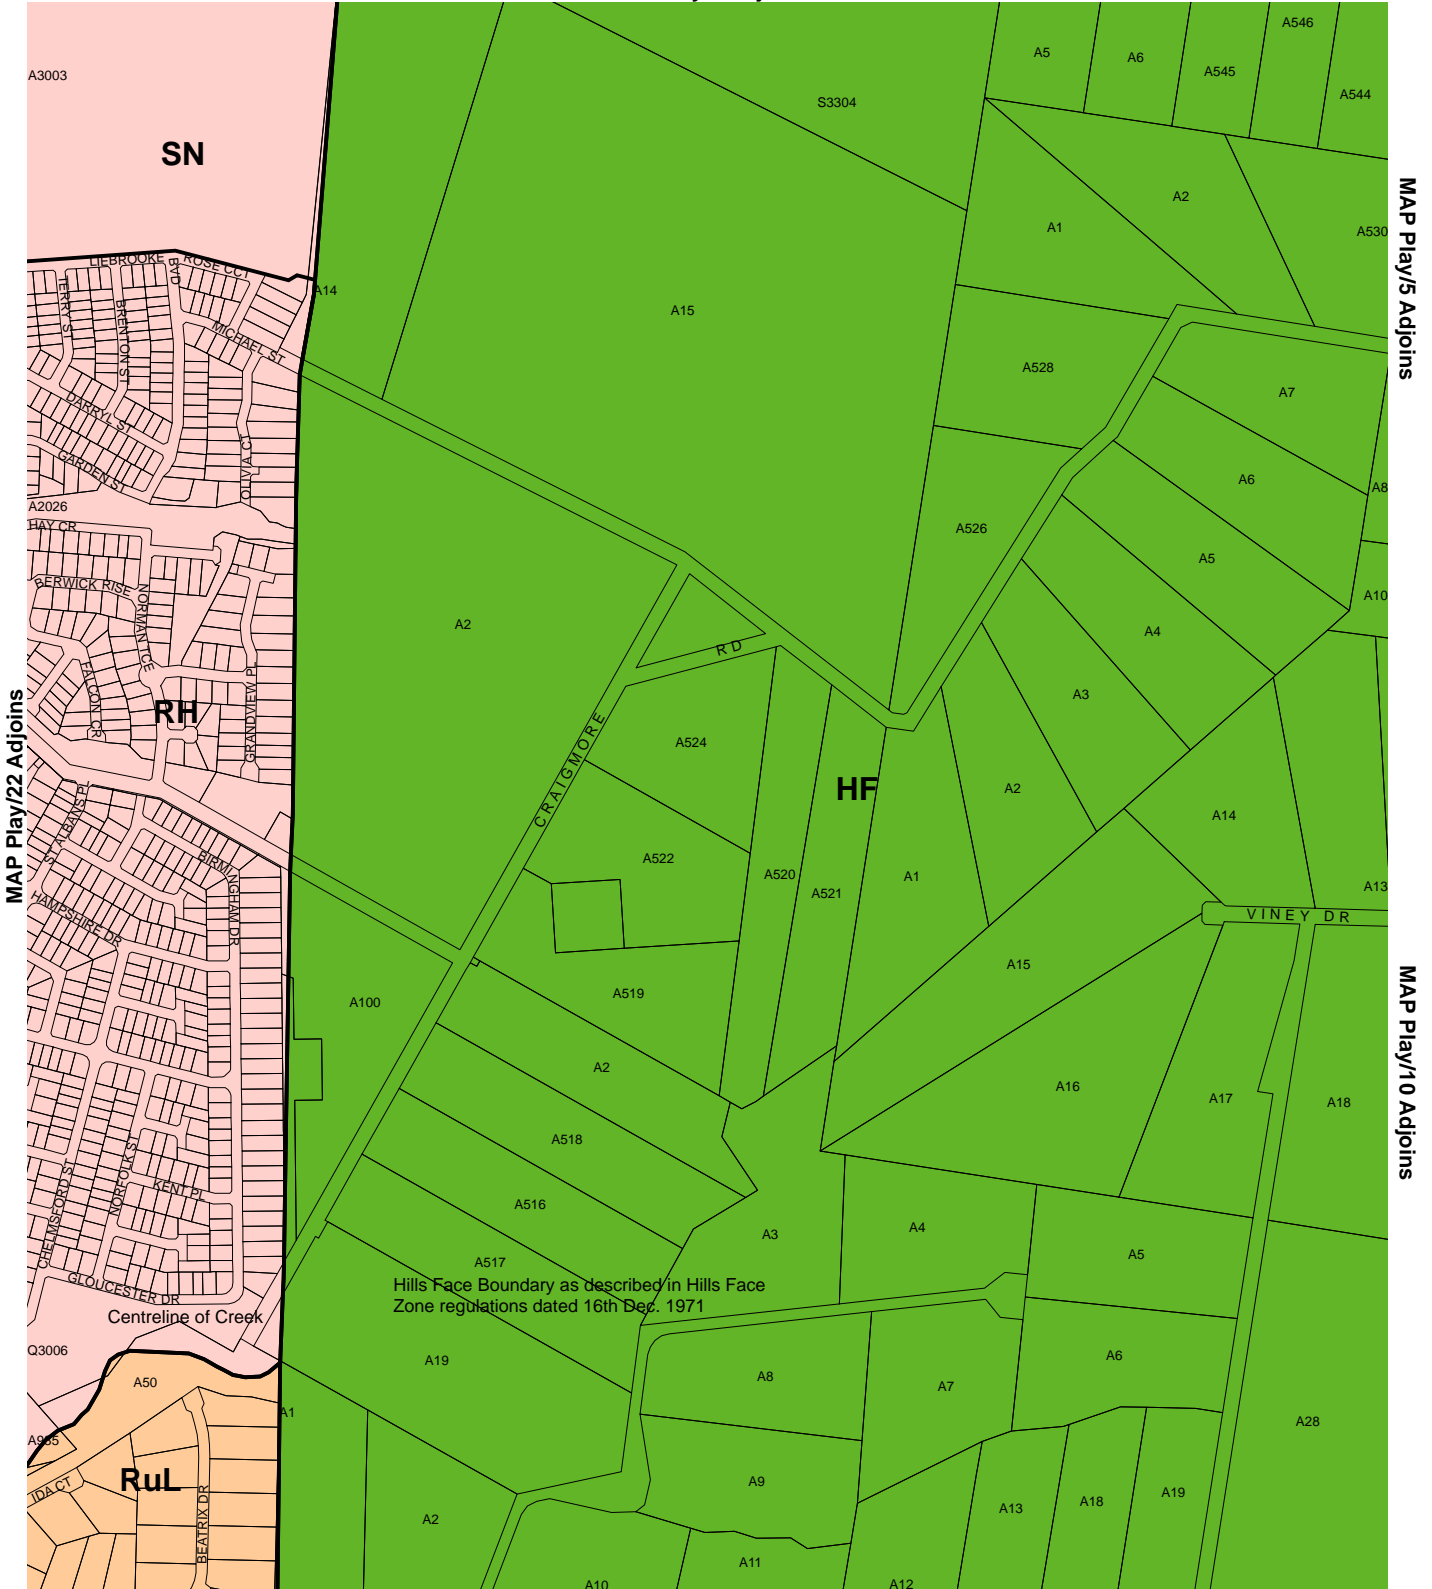 A546
A5
A6
A545
A544
A3003
S3304
SN
A2
A1
A530
MAP Play/5 Adjoins
LIEBROOKE
BVD
ROSE CCT
A14
A15
TERRY ST
BRENTON ST
MICHAEL ST
A528
A7
DARRYL ST
OLIVIA CT
GARDEN ST
A6
A8
A2026
HAY CR
A526
A5
BERWICK RISE
NORMAN TCE
A10
A2
A4
RD
FALCON CR
GRANDVIEW PL
A3
RH
MAP Play/22 Adjoins
CRAIGMORE
A524
HF
A2
A14
ST ALBANS PL
BIRMINGHAM DR
A522
A520
A521
A1
A13
HAMPSHIRE DR
VINEY DR
A15
A100
A519
MAP Play/10 Adjoins
A2
A16
A17
A18
A518
CHELMSFORD ST
NORFOLK ST
KENT PL
A516
A3
A4
A5
A517
GLOUCESTER DR
Hills Face Boundary as described in Hills Face
Zone regulations dated 16th Dec. 1971
Centreline of Creek
Q3006
A19
A6
A50
A8
A7
A1
A28
A985
RuL
IDA CT
BEATRIX DR
A9
A13
A18
A19
A2
A11
A10
A12